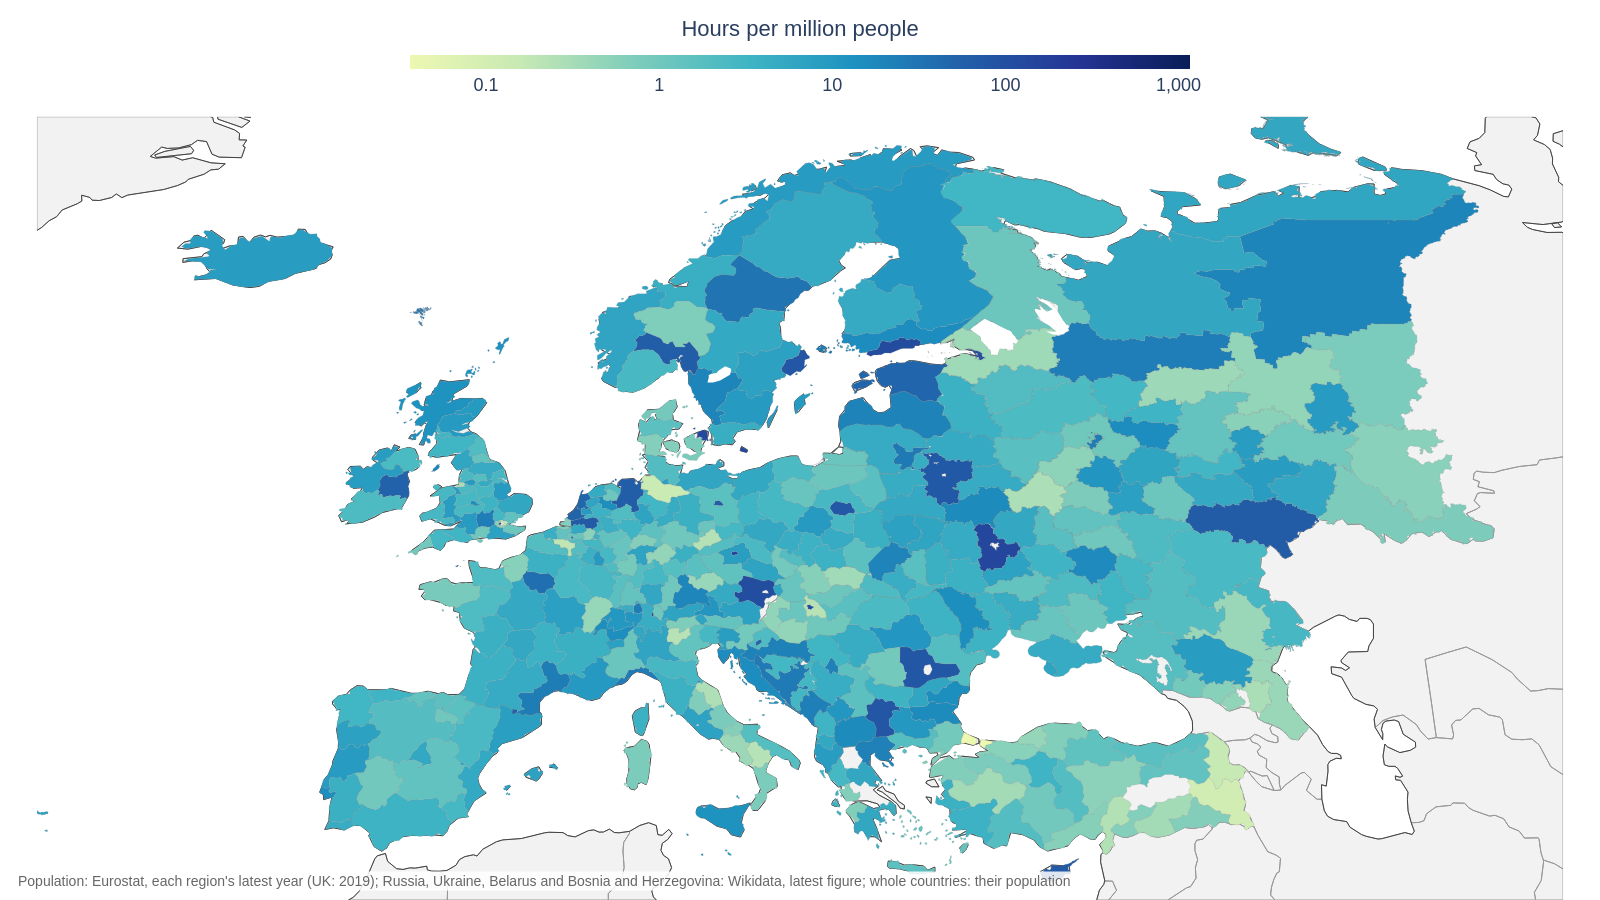 Hours per million people
0.1 1 10 100 1,000
Population: Eurostat, each region's latest year (UK: 2019); Russia, Ukraine, Belarus and Bosnia and Herzegovina: Wikidata, latest figure; whole countries: their population